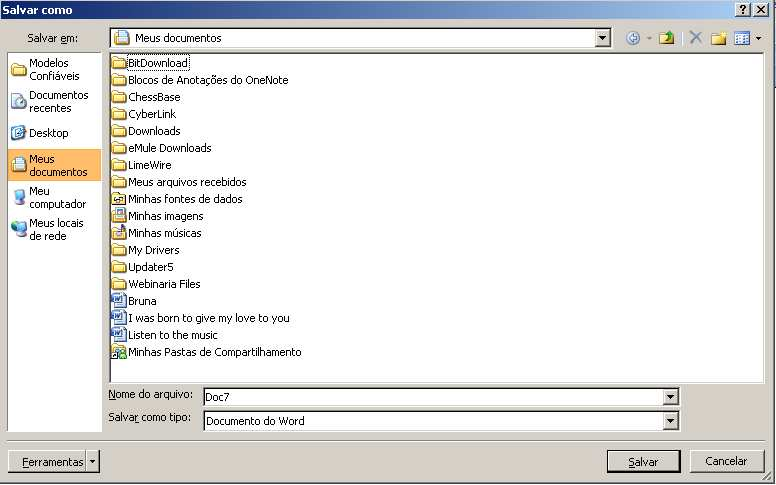 Salvar como
Salvar em:
Meus documentos
Modelos
Confiáveis
Documentos
recentes
Desktop
Meus
documentos
Meu
computador
Meus locais
de rede
BitDownload
Blocos de Anotações do OneNote
ChessBase
CyberLink
Downloads
eMule Downloads
LimeWire
Meus arquivos recebidos
Minhas fontes de dados
Minhas imagens
Minhas músicas
My Drivers
Updater5
Webinaria Files
Bruna
I was born to give my love to you
Listen to the music
Minhas Pastas de Compartilhamento
Nome do arquivo:
Doc7
Salvar como tipo:
Documento do Word
Ferramentas
Salvar
Cancelar